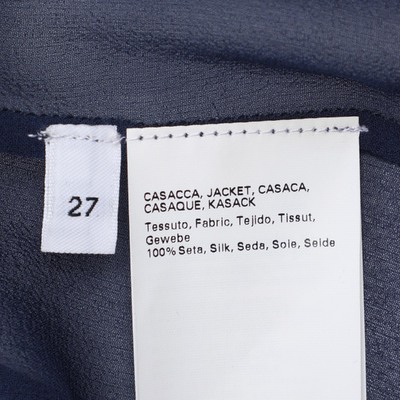 27
CASACCA, JACKET, CASACA,
CASAQUE, KASACK
Tessuto, Fabric, Tejido, Tissut,
Gewebe
100% Seta, Silk, Seda, Soie, Seide